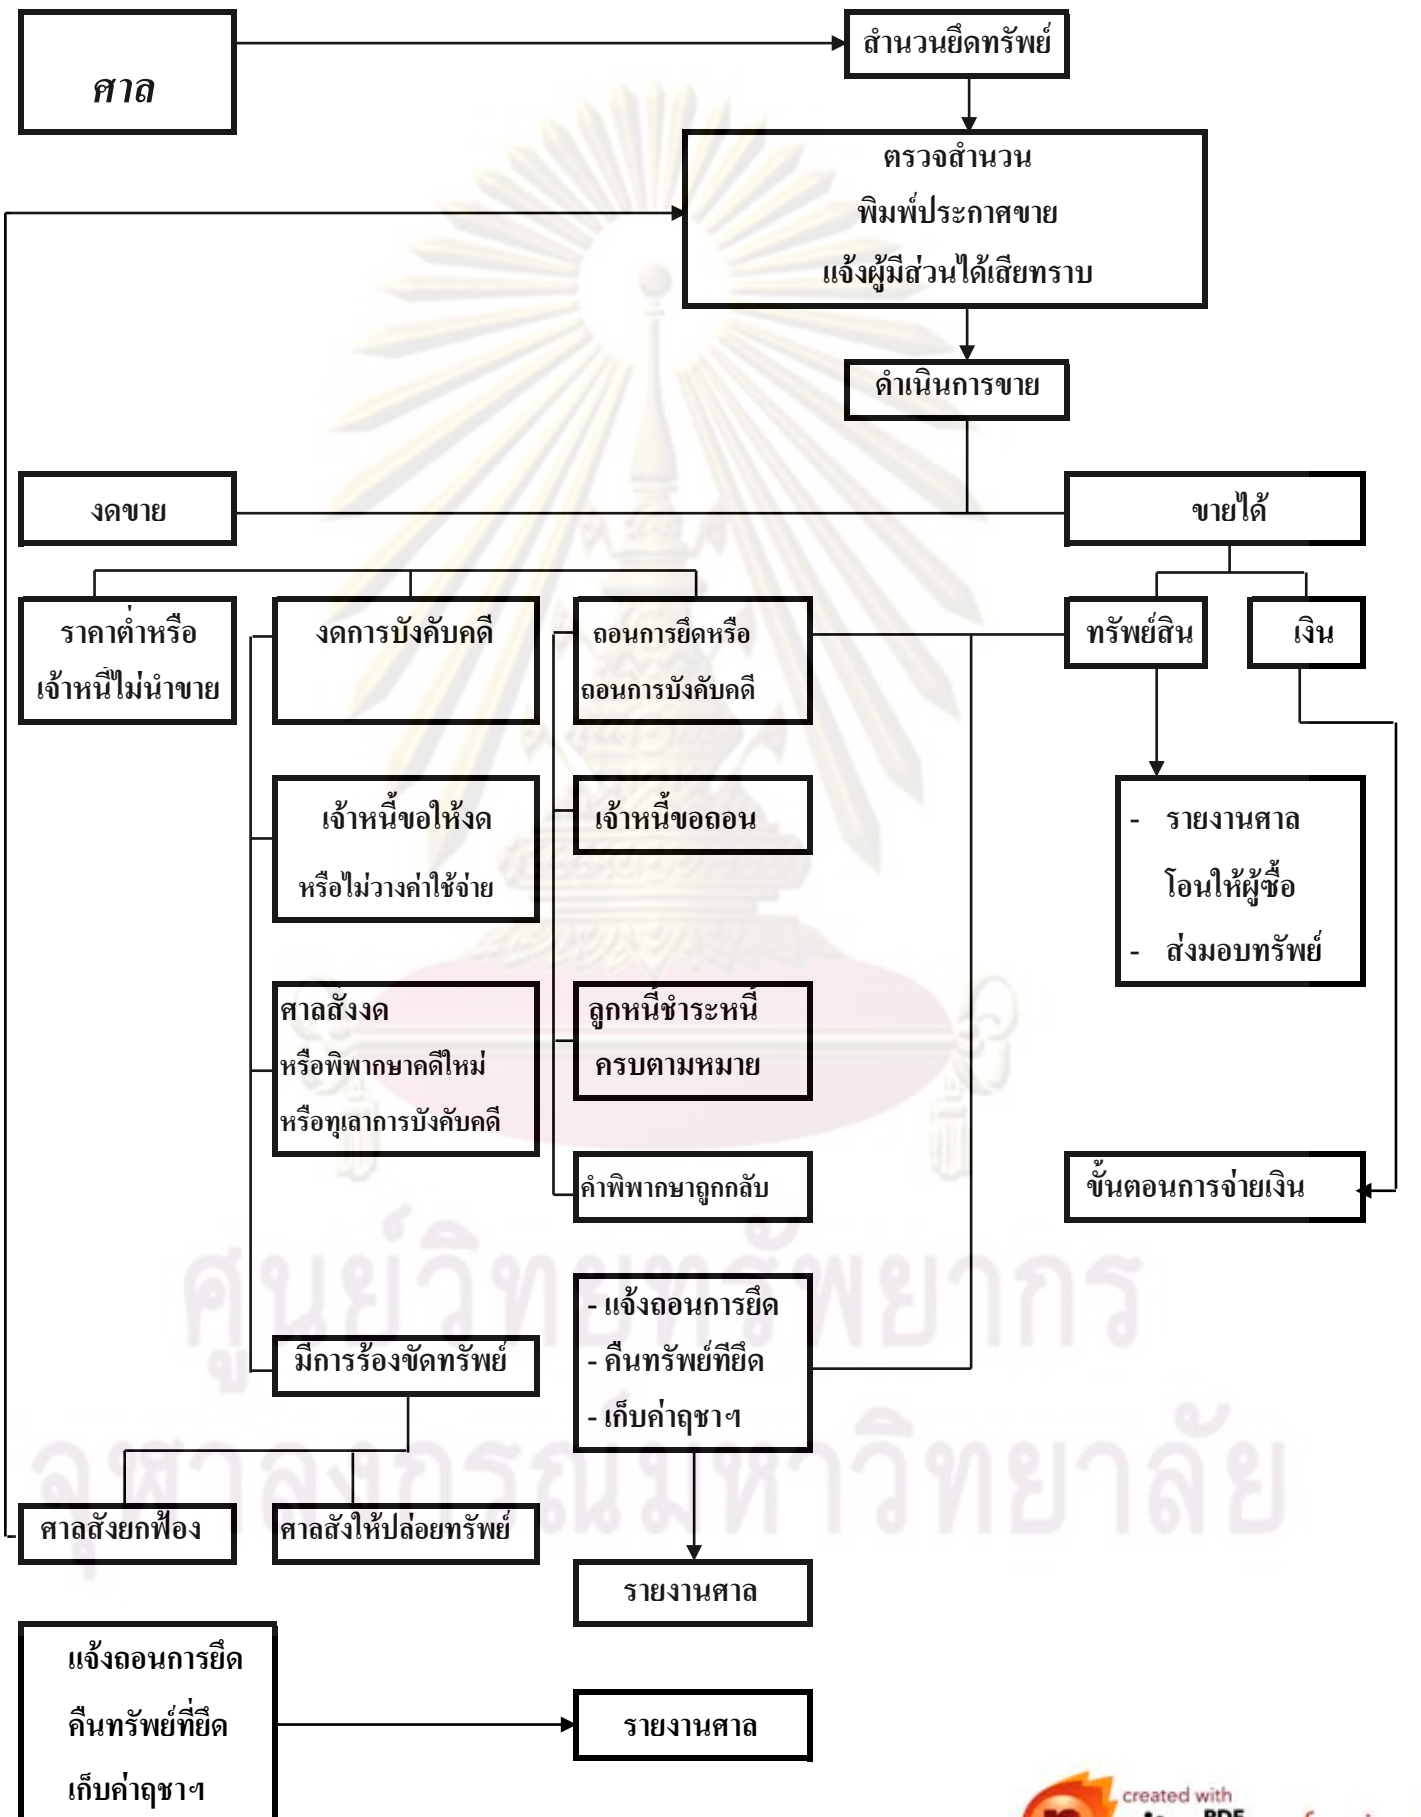 ศาล
สำนวนยึดทรัพย์
ตรวจสำนวน
พิมพ์ประกาศขาย
แจ้งผู้มีส่วนได้เสียทราบ
ดำเนินการขาย
งดขาย
ขายได้
ราคาต่ำหรือ
เจ้าหนี้ไม่นำขาย
งดการบังคับคดี
ถอนการยึดหรือ
ถอนการบังคับคดี
ทรัพย์สิน
เงิน
เจ้าหนี้ขอให้งด
หรือไม่วางค่าใช้จ่าย
เจ้าหนี้ขอถอน
- รายงานศาล
โอนให้ผู้ซื้อ
- ส่งมอบทรัพย์
ศาลสั่งงด
หรือพิพากษาคดีใหม่
หรือทุเลาการบังคับคดี
ลูกหนี้ชำระหนี้
ครบตามหมาย
คำพิพากษาถูกกลับ
ขั้นตอนการจ่ายเงิน
มีการร้องขัดทรัพย์
- แจ้งถอนการยึด
- คืนทรัพย์ที่ยึด
- เก็บค่าฤชาฯ
ศาลสั่งยกฟ้อง
ศาลสั่งให้ปล่อยทรัพย์
รายงานศาล
แจ้งถอนการยึด
คืนทรัพย์ที่ยึด
เก็บค่าฤชาฯ
รายงานศาล
ศูนย์วิทยทรัพยากร
จุฬาลงกรณ์มหาวิทยาลัย
created with